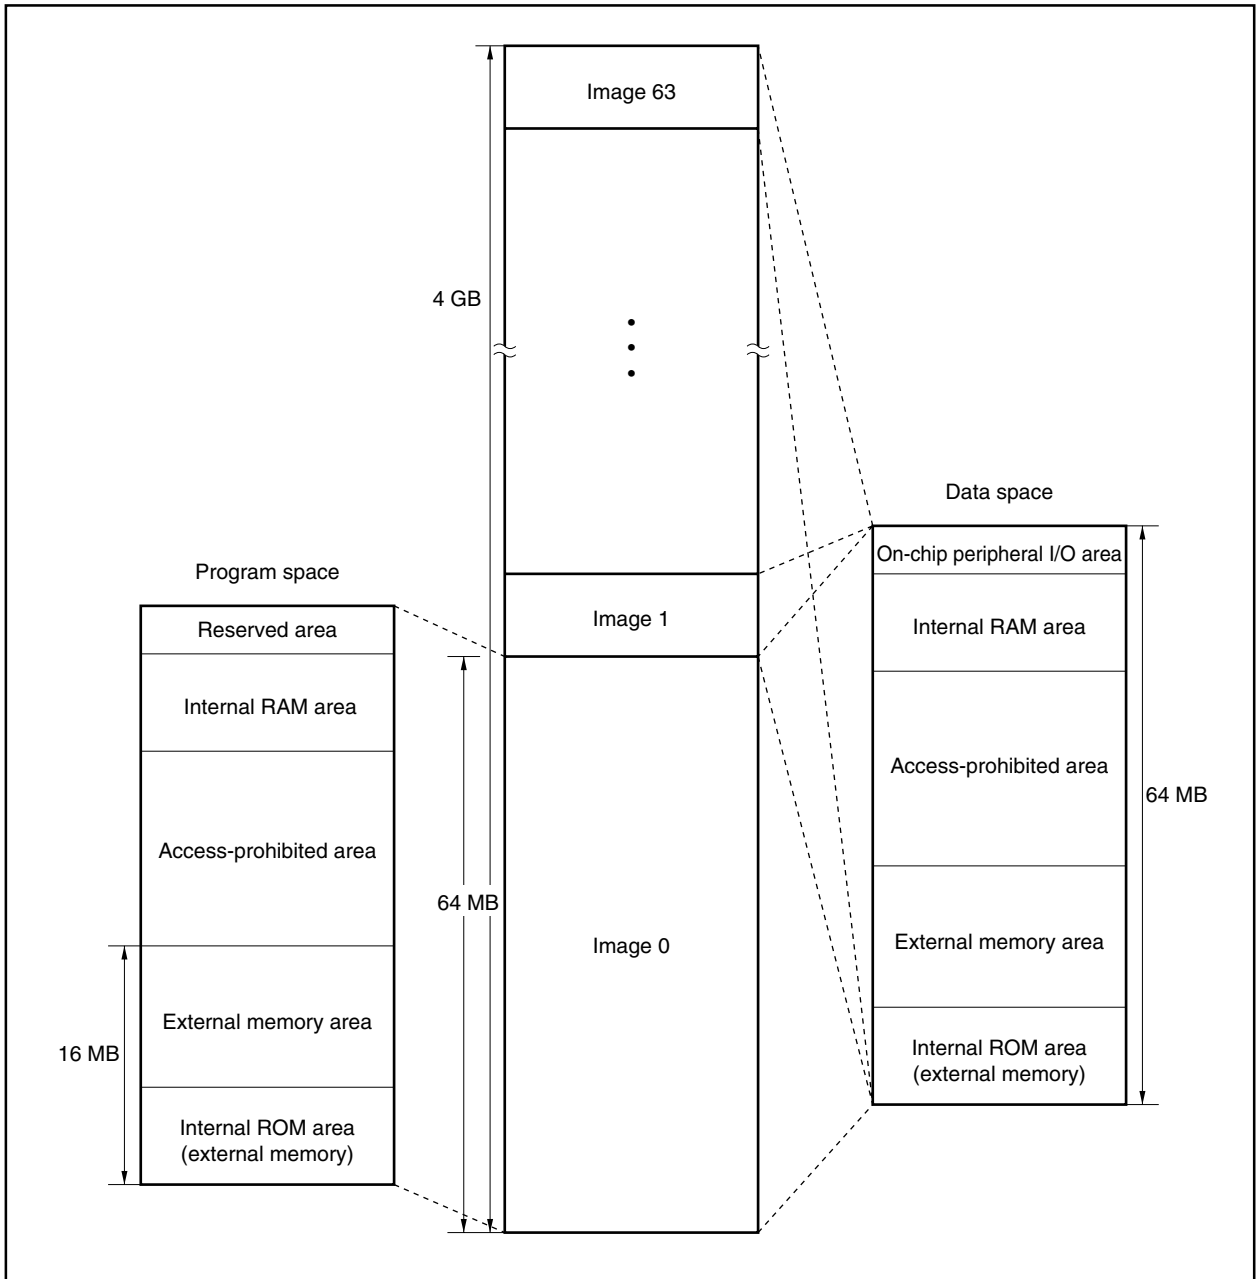 Image 63
4 GB
Data space
On-chip peripheral I/O area
Program space
Image 1
Internal RAM area
Reserved area
Internal RAM area
Access-prohibited area
64 MB
Access-prohibited area
64 MB
Image 0
External memory area
External memory area
16 MB
Internal ROM area
(external memory)
Internal ROM area
(external memory)